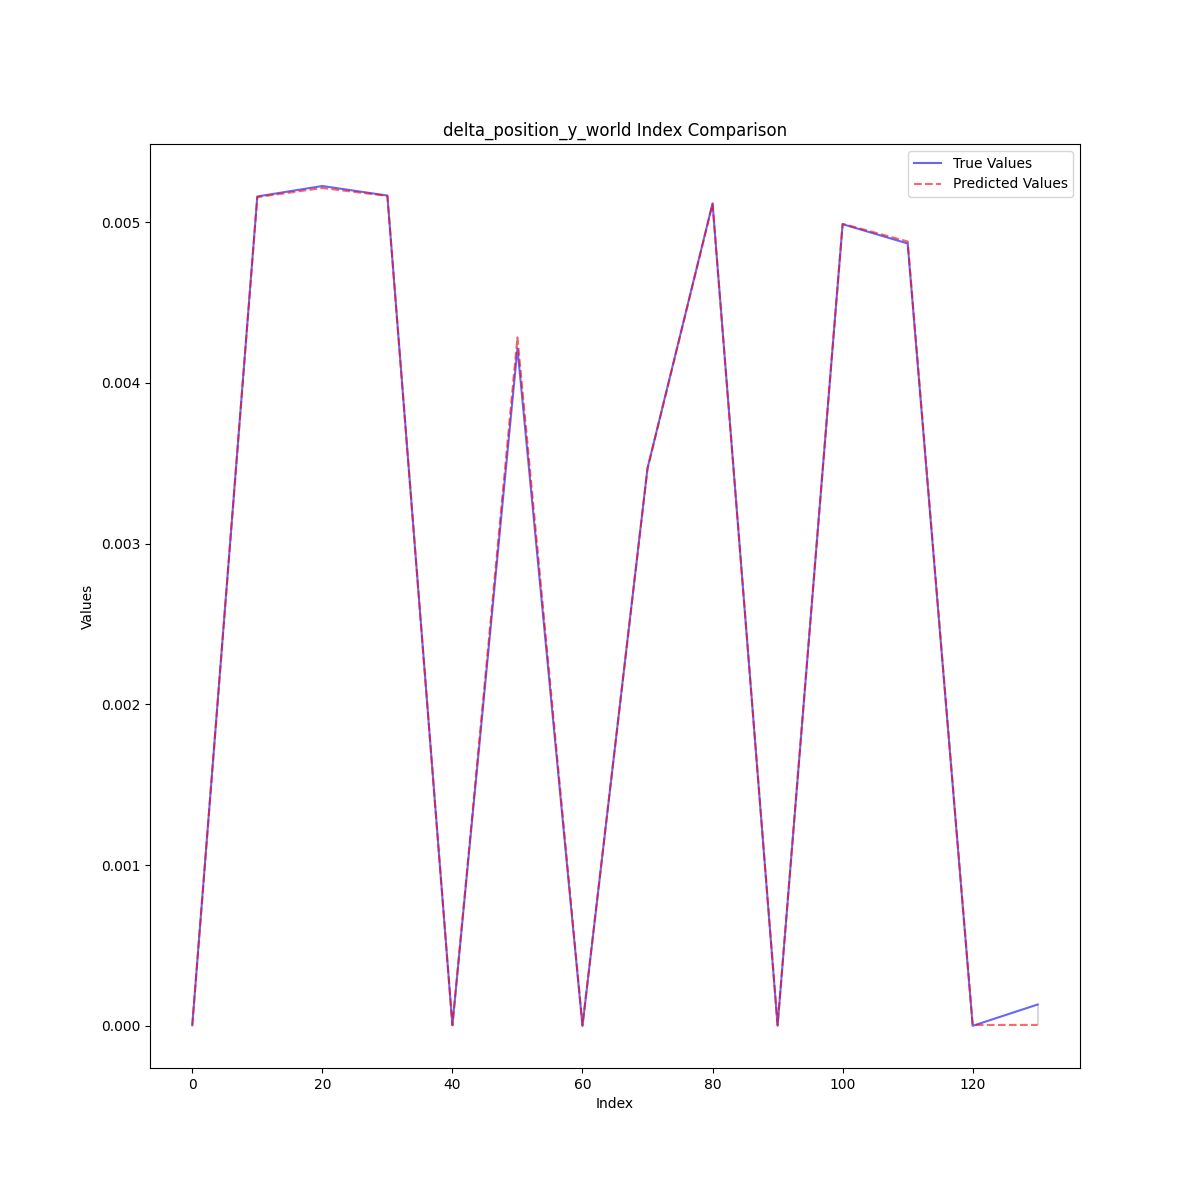 delta_position_y_world Index Comparison
True Values
Predicted Values
0.005
0.004
0.003
0.002
0.001
0.000
Values
0 20 40 60 80 100 120
Index